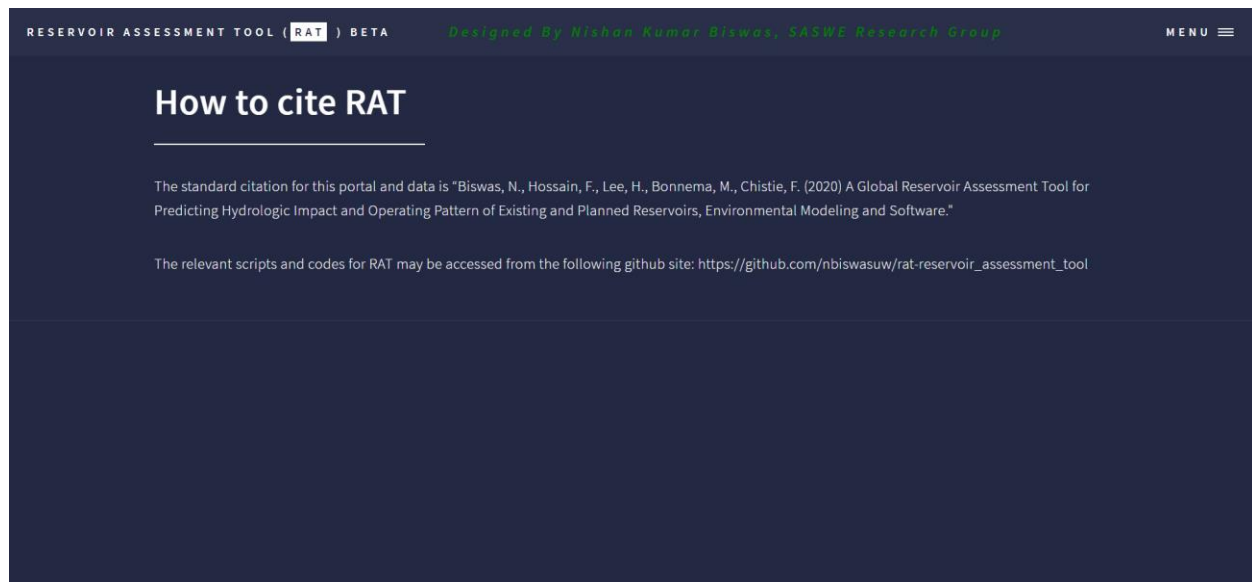 RESERVOIR ASSESSMENT TOOL ( RAT ) BETA
Designed By Nishan Kumar Biswas, SASWE Research Group
MENU
How to cite RAT
The standard citation for this portal and data is “Biswas, N., Hossain, F., Lee, H., Bonnema, M., Chistie, F. (2020) A Global Reservoir Assessment Tool for
Predicting Hydrologic Impact and Operating Pattern of Existing and Planned Reservoirs, Environmental Modeling and Software.“
The relevant scripts and codes for RAT may be accessed from the following github site: https://github.com/nbiswasuw/rat-reservoir_assessment_tool